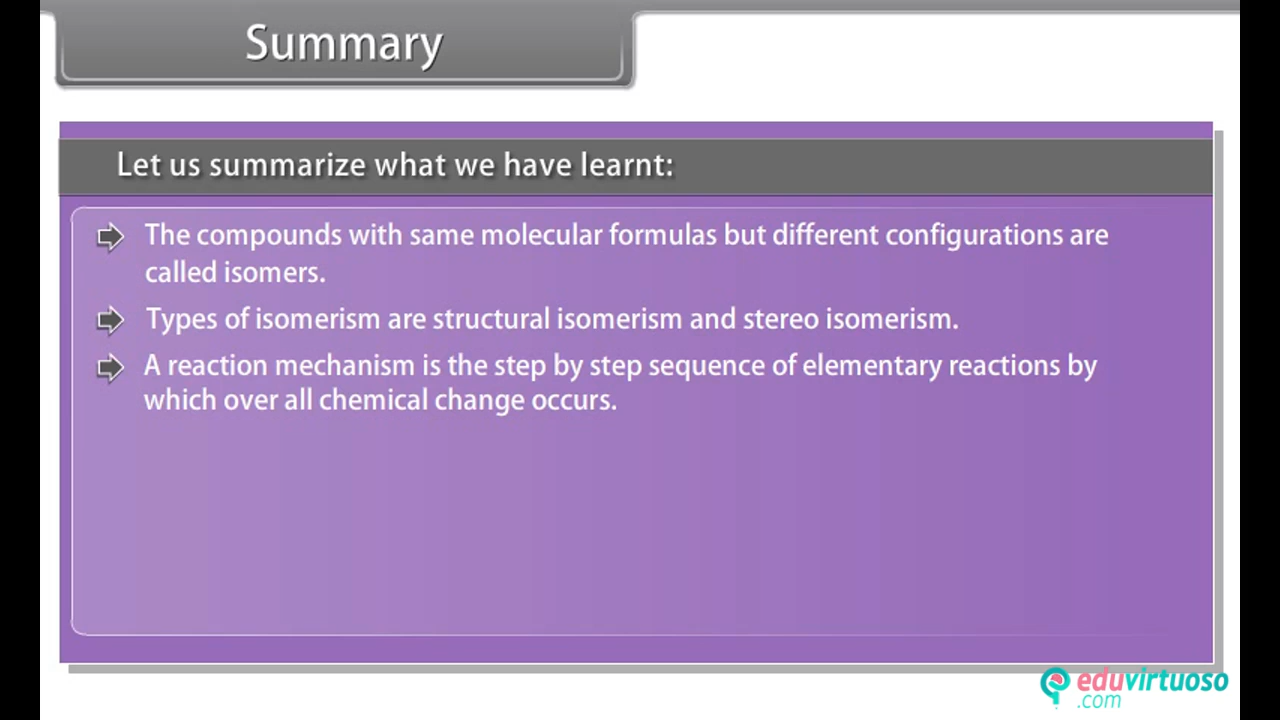 Summary
Let us summarize what we have learnt:
The compounds with same molecular formulas but different configurations are
called isomers.
Types of isomerism are structural isomerism and stereo isomerism.
A reaction mechanism is the step by step sequence of elementary reactions by
which over all chemical change occurs.
eduvirtuoso
.com